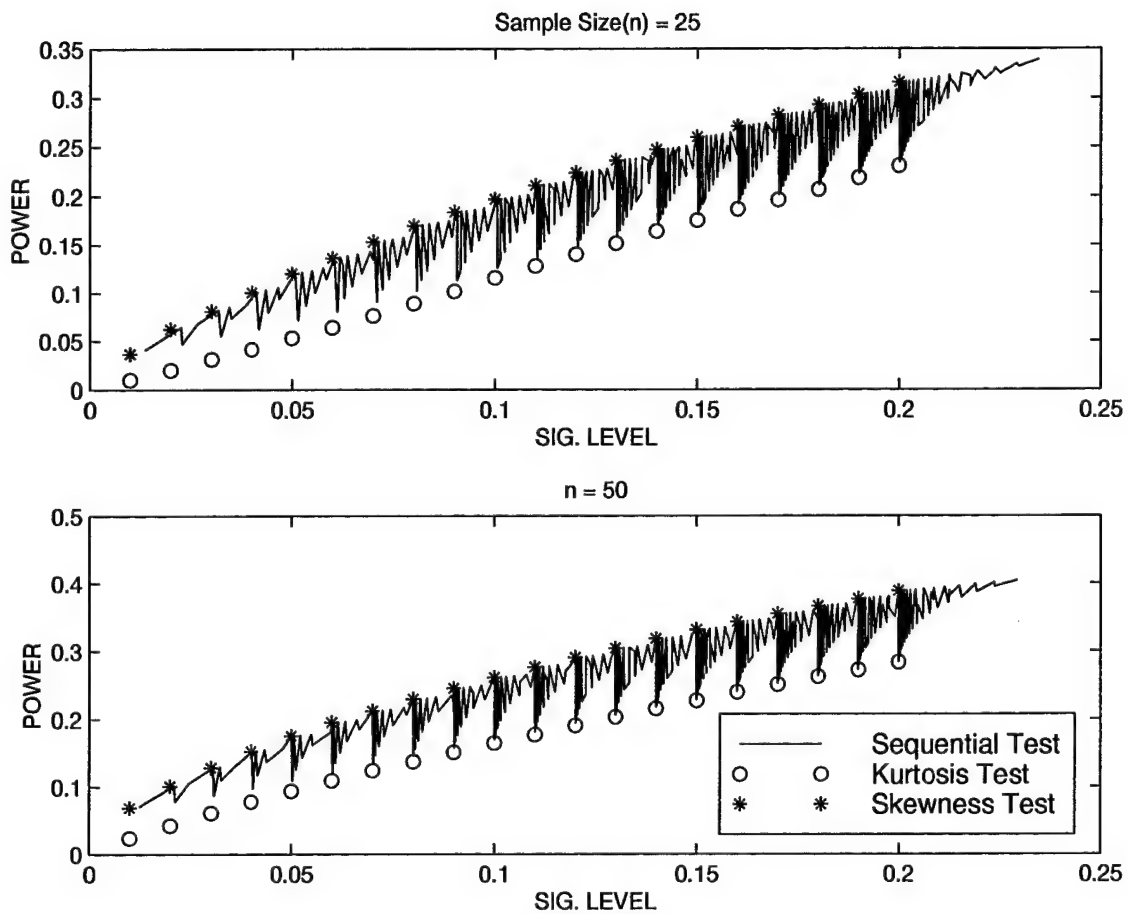 Sample Size(n) = 25
0.35
0.3
0.25
0.2
0.15
0.1
0.05
0
POWER
0 0.05 0.1 0.15 0.2 0.25
SIG. LEVEL
n = 50
0.5
0.4
0.3
0.2
0.1
0
POWER
Sequential Test
Kurtosis Test
Skewness Test
0 0.05 0.1 0.15 0.2 0.25
SIG. LEVEL